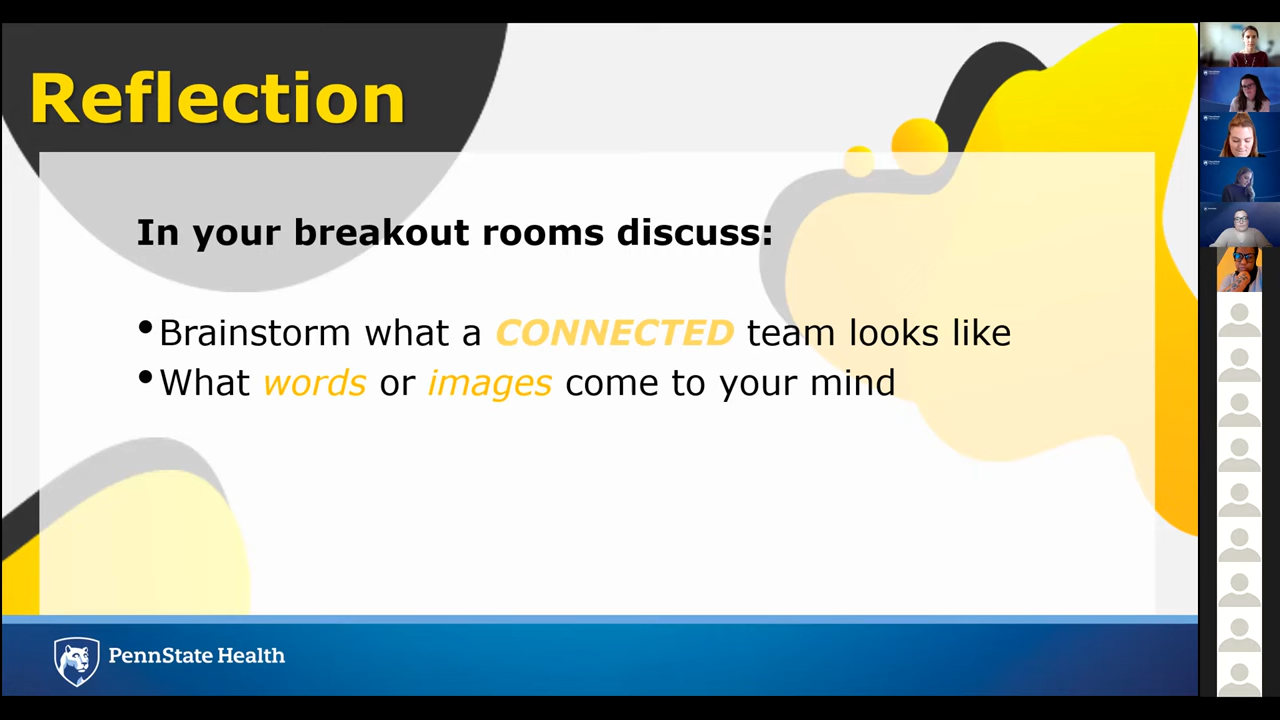 Reflection
In your breakout rooms discuss:
•Brainstorm what a CONNECTED team looks like
•What words or images come to your mind
PennState Health